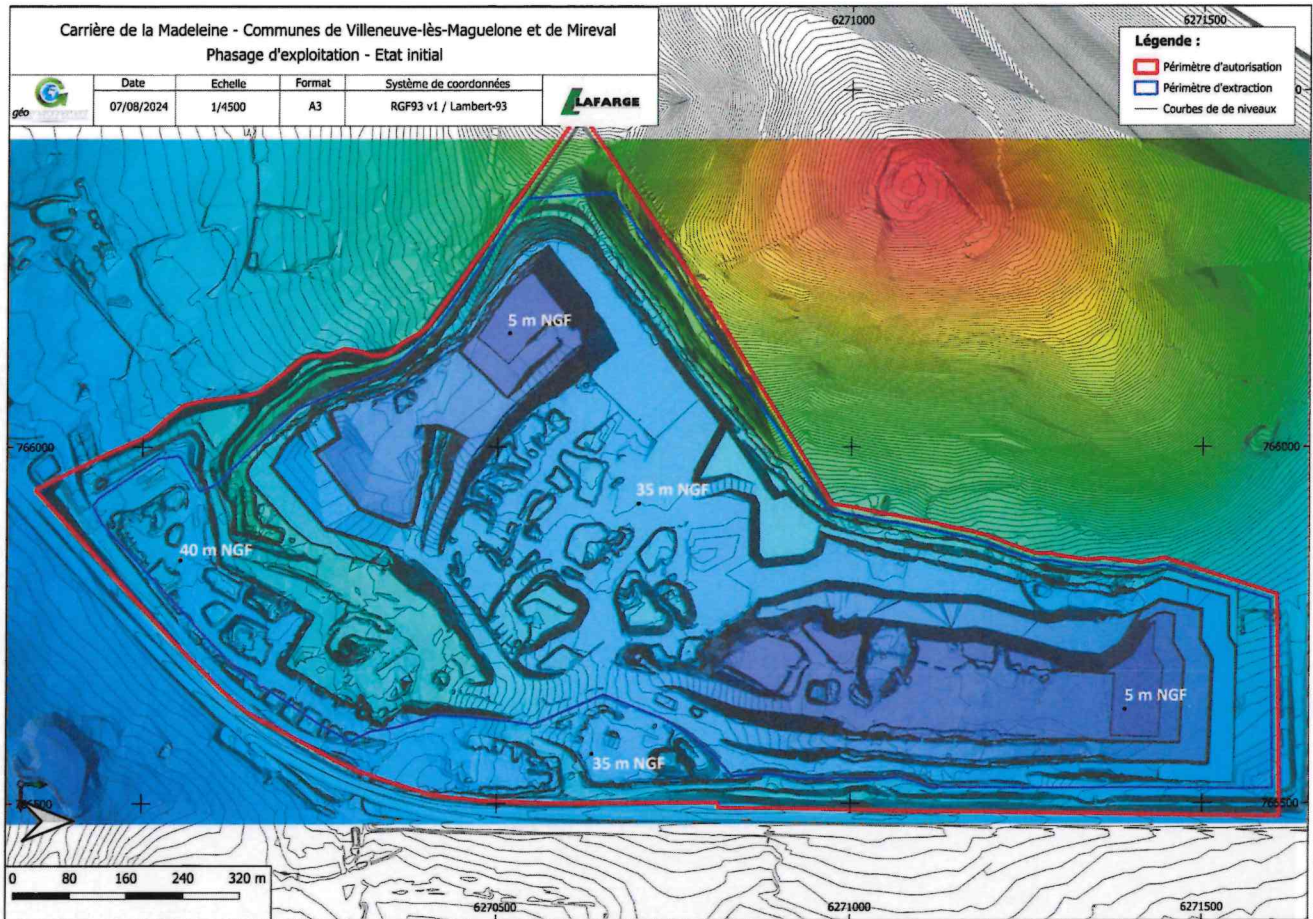 Carrière de la Madeleine - Communes de Villeneuve-lès-Maguelone et de Mireval
Phasage d'exploitation - Etat initial
Date
Echelle
Format
Système de coordonnées
géo
07/08/2024
1/4500
A3
RGF93 v1 / Lambert-93
LAFARGE
6271000
6271500
Légende :
Périmètre d'autorisation
Périmètre d'extraction
Courbes de de niveaux
5 m NGF
766000
766000
35 m NGF
40 m NGF
5 m NGF
35 m NGF
766500
766500
0 80 160 240 320 m
6270500
6271000
6271500